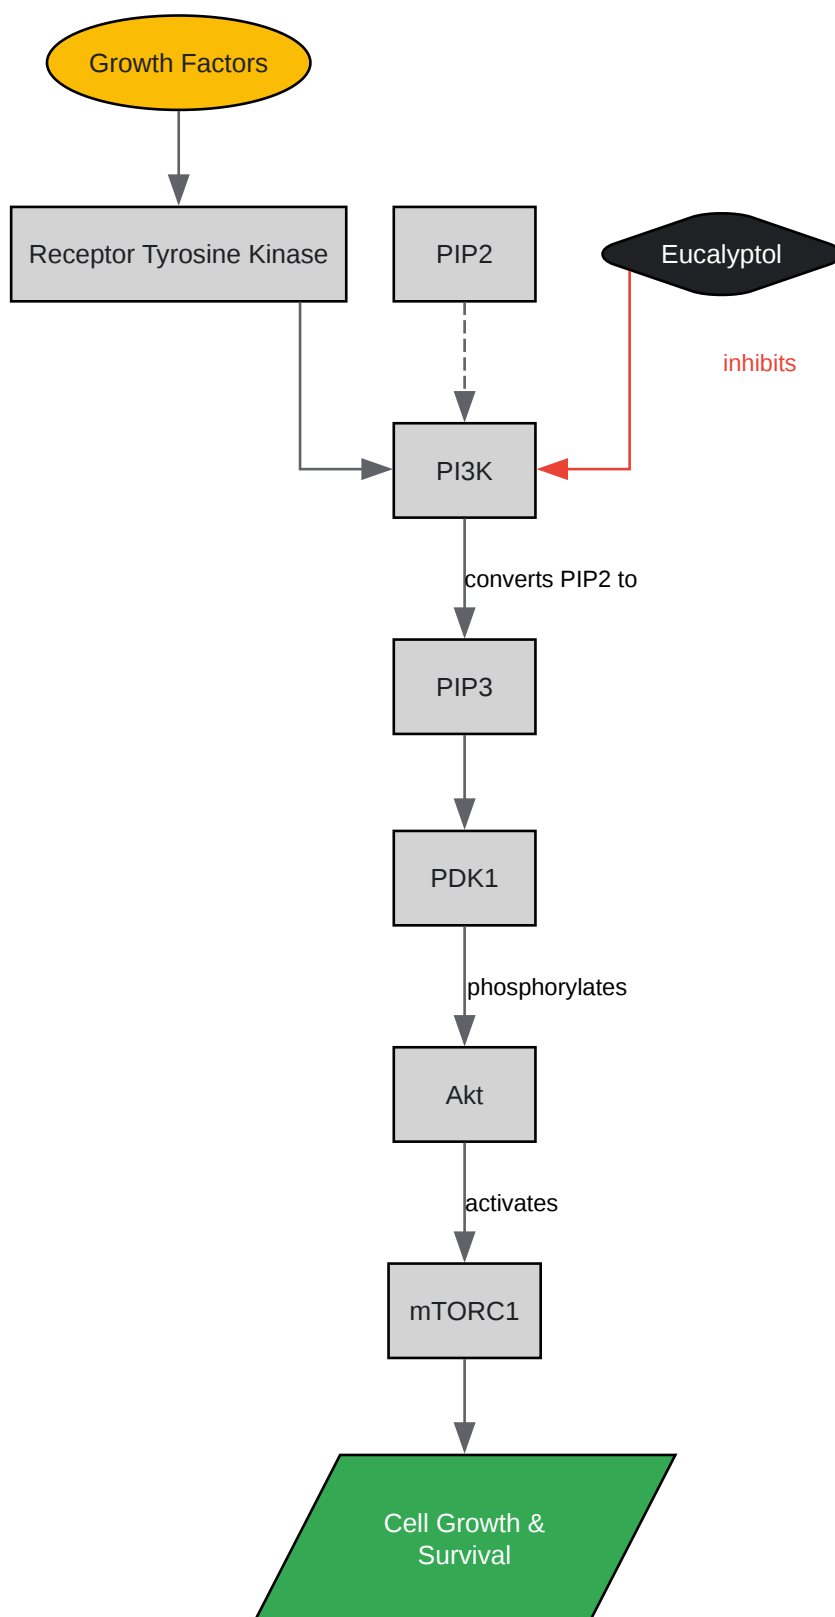 Growth Factors
Receptor Tyrosine Kinase
PIP2
Eucalyptol
inhibits
PI3K
converts PIP2 to
PIP3
PDK1
phosphorylates
Akt
activates
mTORC1
Cell Growth &
Survival